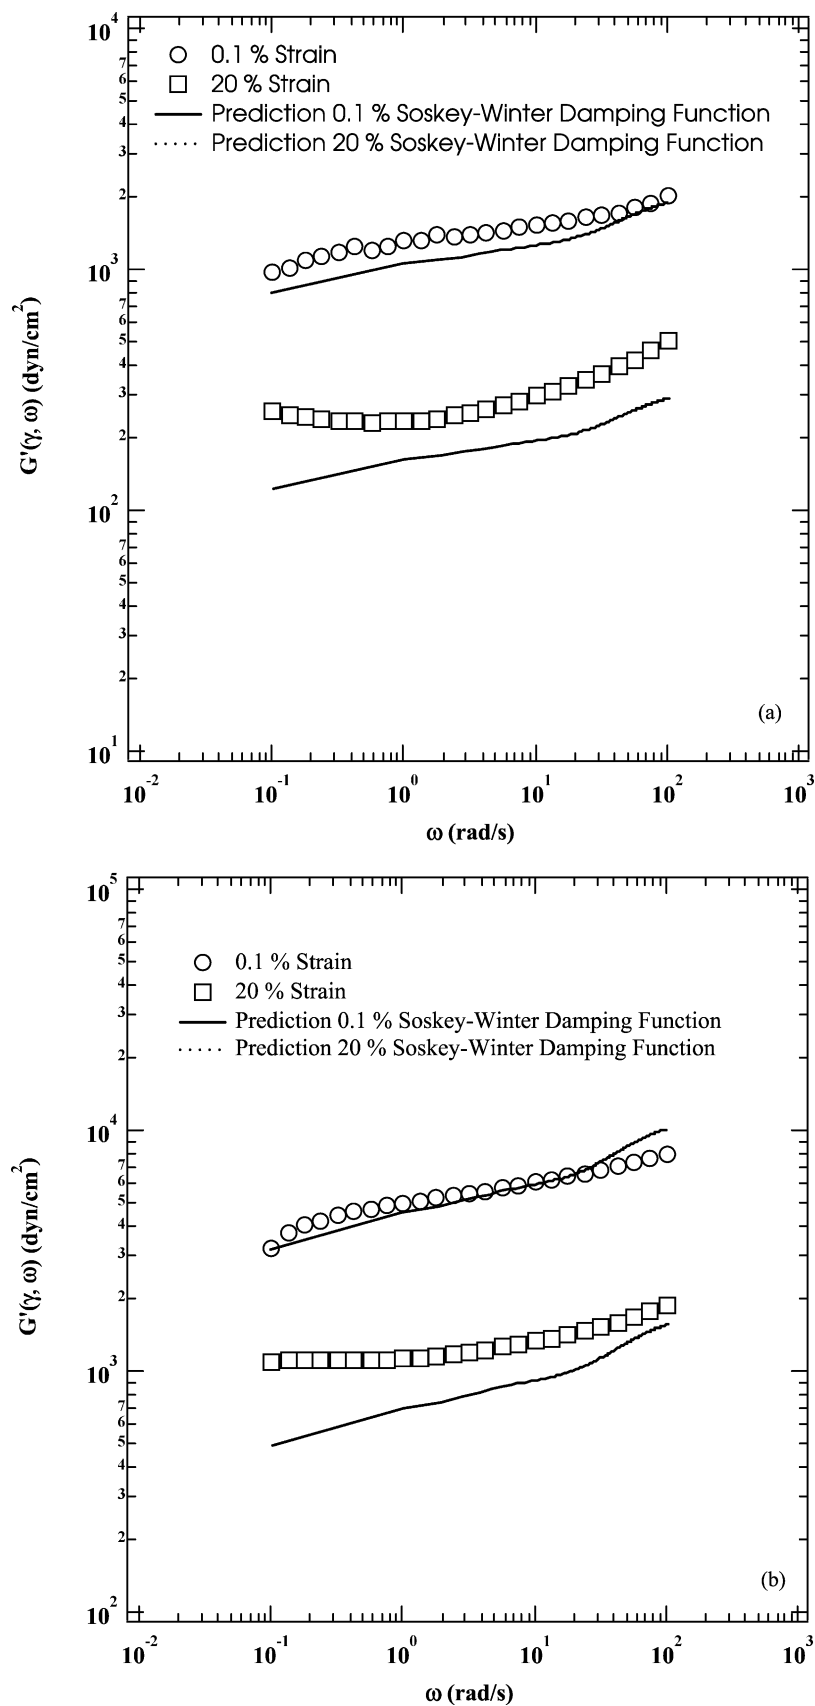 10^4
○ 0.1 % Strain
7
6
□ 20 % Strain
5
4
Prediction 0.1 % Soskey-Winter Damping Function
3
Prediction 20 % Soskey-Winter Damping Function
2
10^3
7
6
5
4
3
2
10^2
7
6
5
4
3
2
10^1
G'(γ, ω) (dyn/cm^2)
(a)
10^-2 10^-1 10^0 10^1 10^2 10^3
ω (rad/s)
10^5
7
6
○ 0.1 % Strain
5
□ 20 % Strain
4
Prediction 0.1 % Soskey-Winter Damping Function
3
Prediction 20 % Soskey-Winter Damping Function
2
10^4
7
6
5
4
3
2
10^3
7
6
5
4
3
2
10^2
G'(γ, ω) (dyn/cm^2)
(b)
10^-2 10^-1 10^0 10^1 10^2 10^3
ω (rad/s)